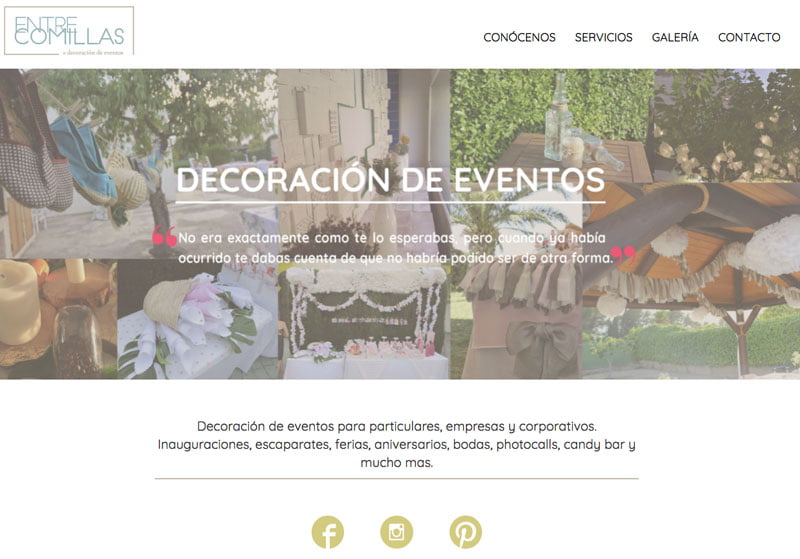 ENTRE
COMILLAS
+ decoración de eventos
CONÓCENOS SERVICIOS GALERÍA CONTACTO
DECORACIÓN DE EVENTOS
❝No era exactamente como te lo esperabas, pero cuando ya había
ocurrido te dabas cuenta de que no habría podido ser de otra forma.❞
Decoración de eventos para particulares, empresas y corporativos.
Inauguraciones, escaparates, ferias, aniversarios, bodas, photocalls, candy bar y
mucho mas.